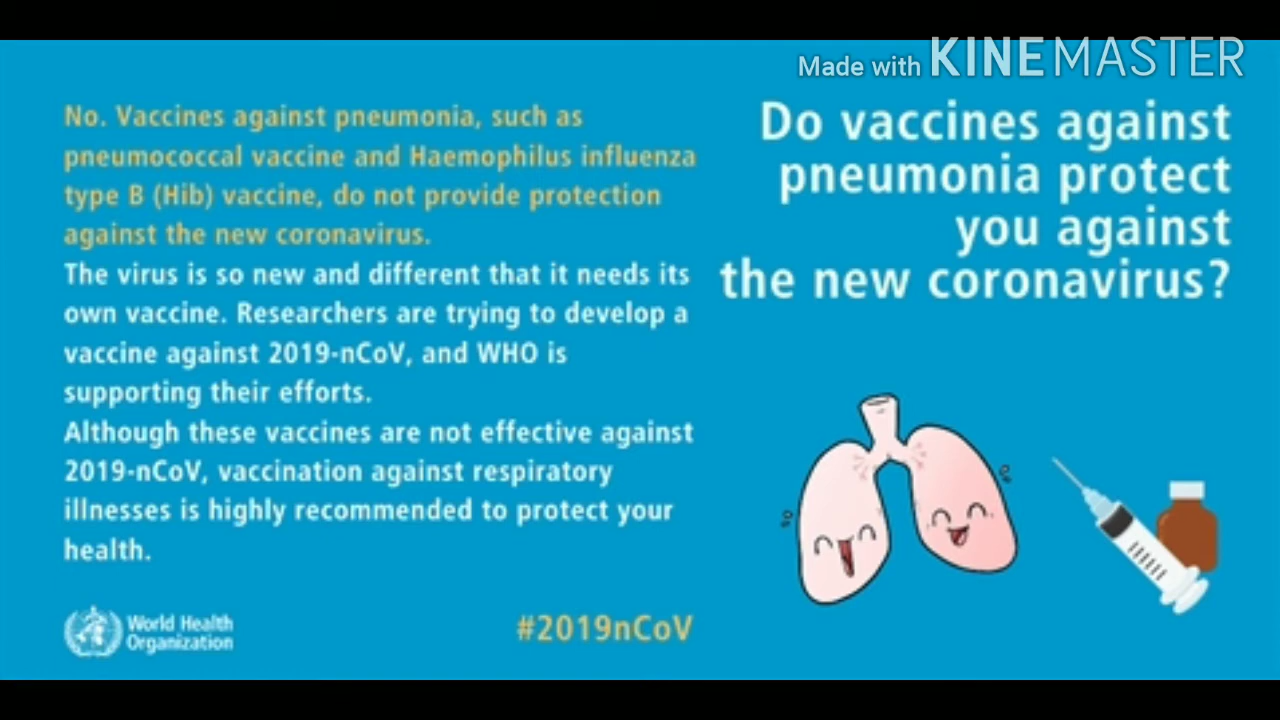 Made with KINEMASTER
Do vaccines against
pneumonia protect
you against
the new coronavirus?
No. Vaccines against pneumonia, such as
pneumococcal vaccine and Haemophilus influenza
type B (Hib) vaccine, do not provide protection
against the new coronavirus.
The virus is so new and different that it needs its
own vaccine. Researchers are trying to develop a
vaccine against 2019-nCoV, and WHO is
supporting their efforts.
Although these vaccines are not effective against
2019-nCoV, vaccination against respiratory
illnesses is highly recommended to protect your
health.
World Health
Organization
#2019nCoV